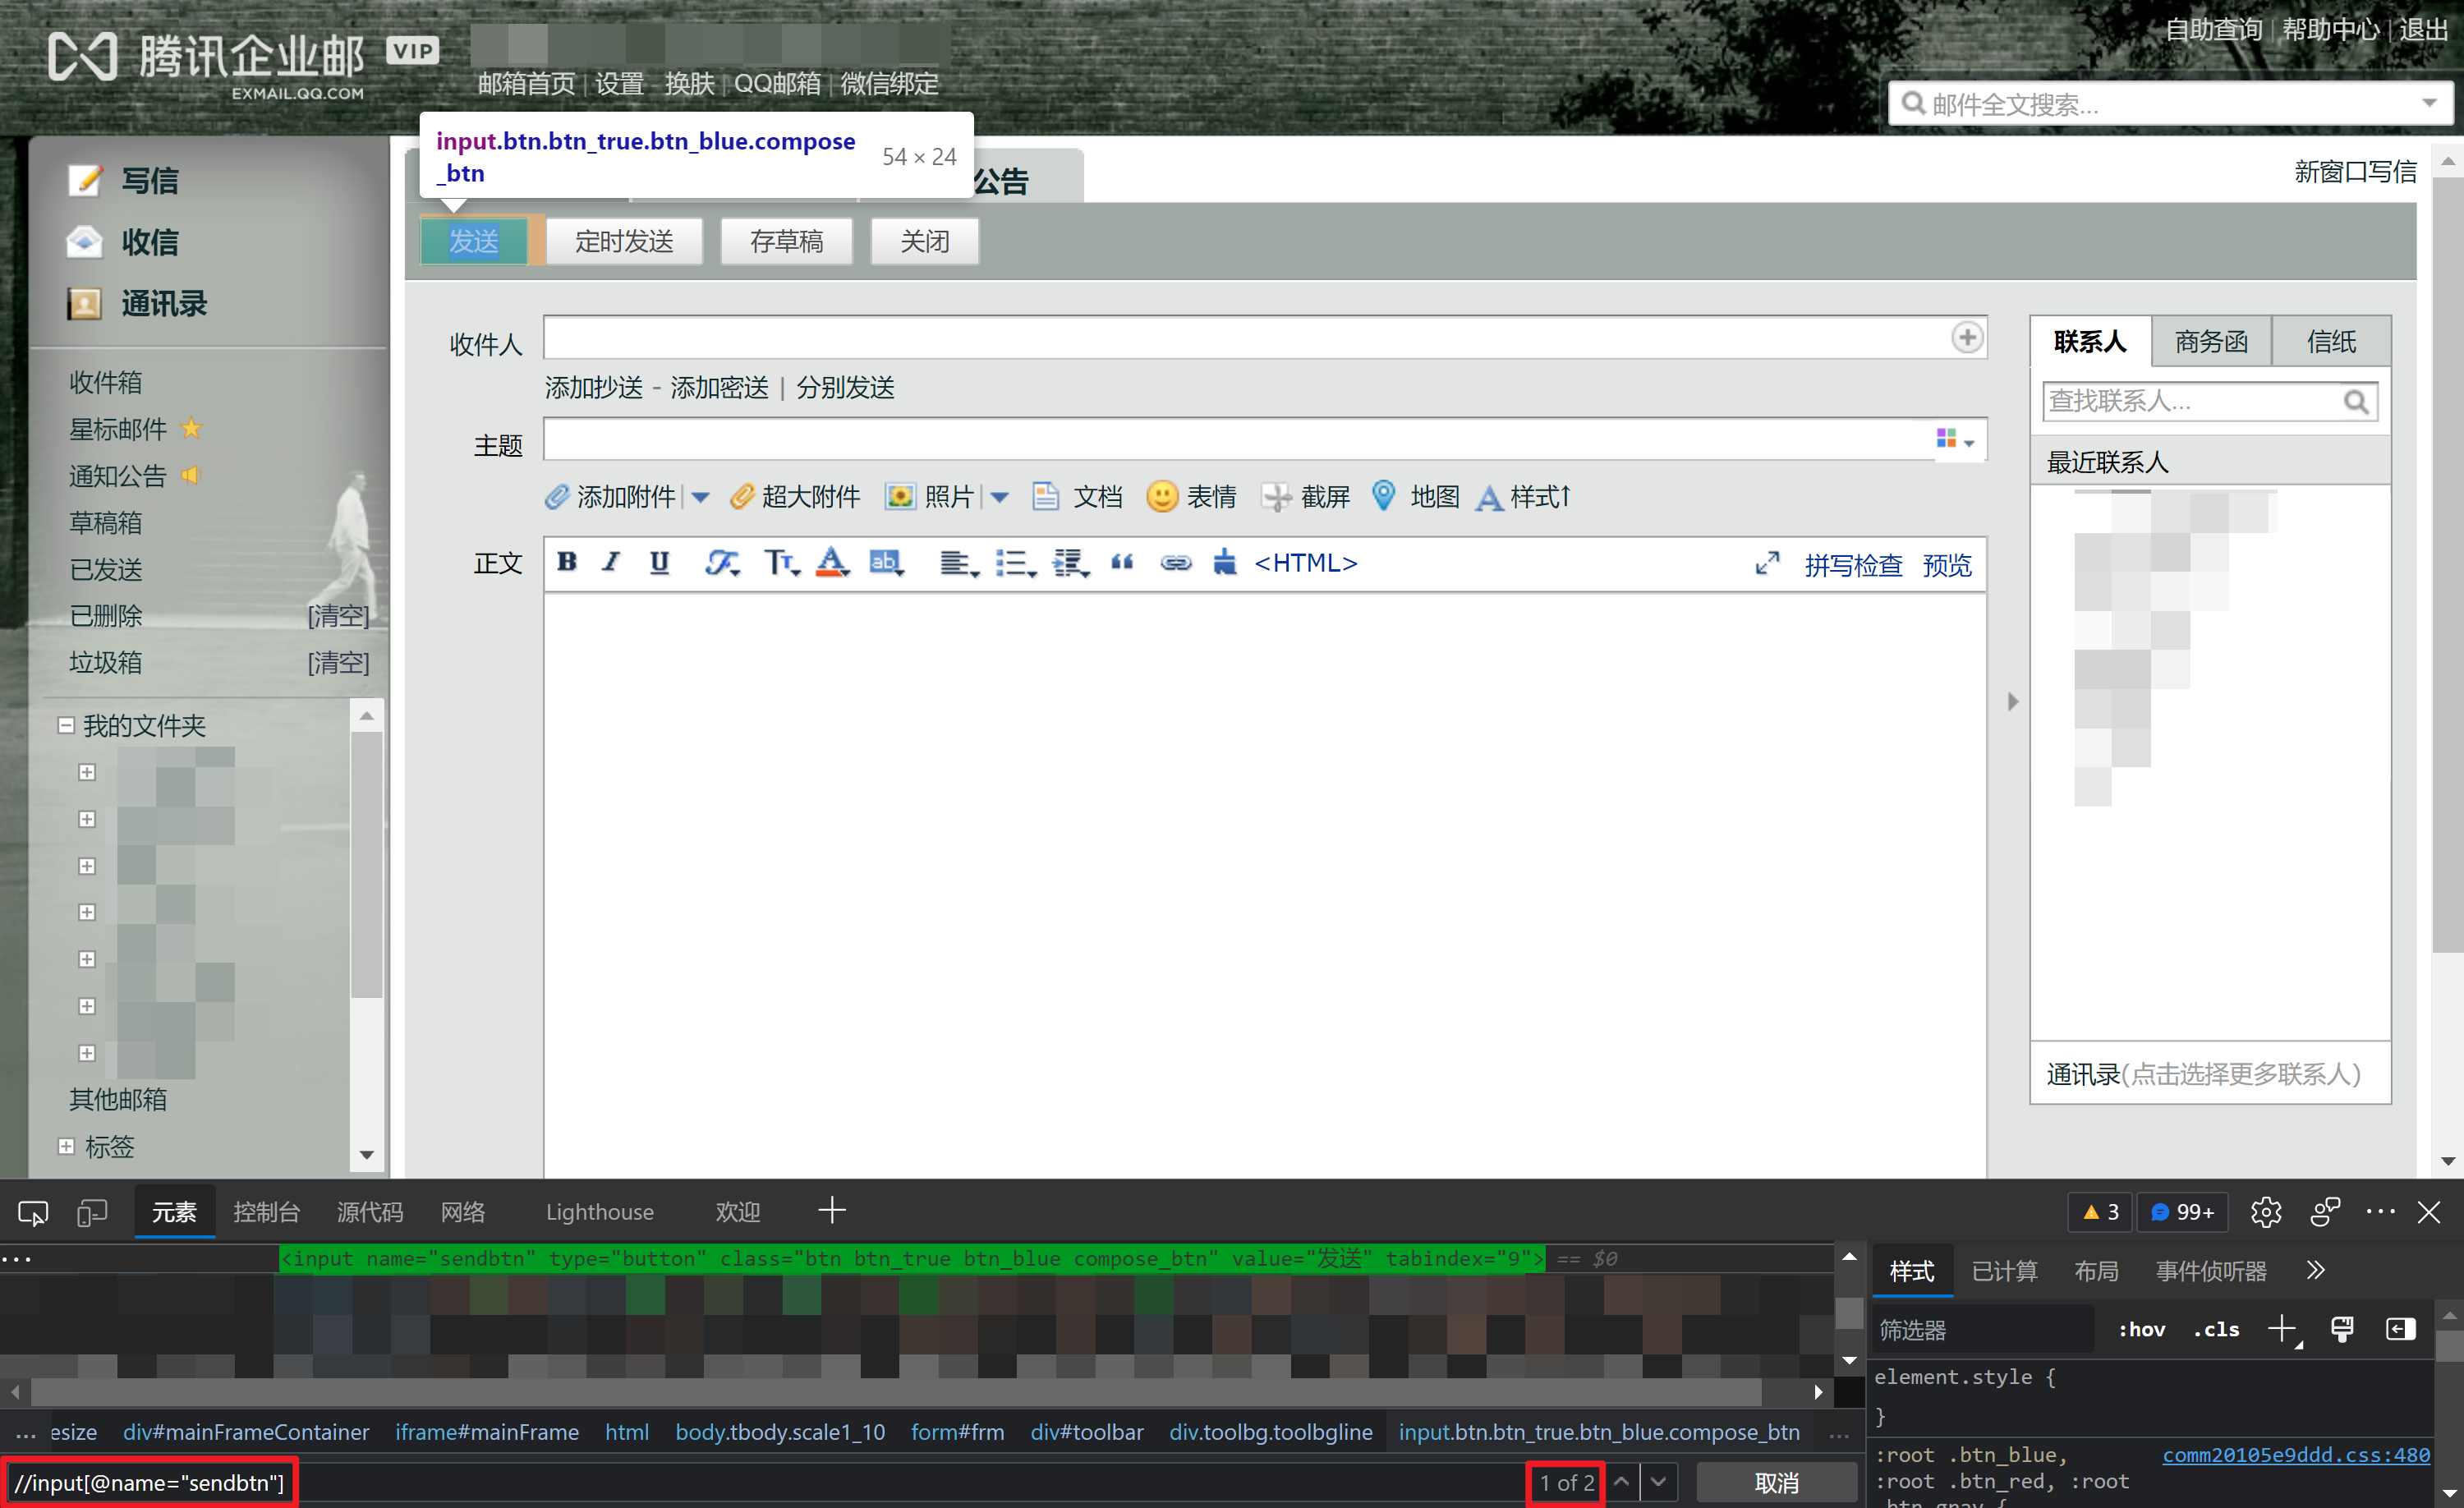 腾讯企业邮 VIP
EXMAIL.QQ.COM
自助查询 | 帮助中心 | 退出
邮箱首页 | 设置 - 换肤 | QQ邮箱 | 微信绑定
邮件全文搜索...
input.btn.btn_true.btn_blue.compose
_btn
54 × 24
公告
新窗口写信
写信
收信
通讯录
收件箱
星标邮件
通知公告
草稿箱
已发送
已删除 [清空]
垃圾箱 [清空]
我的文件夹
其他邮箱
标签
发送 定时发送 存草稿 关闭
收件人
添加抄送 - 添加密送 | 分别发送
主题
添加附件 | 超大附件 照片 | 文档 表情 截屏 地图 样式↑
正文 B I U <HTML> 拼写检查 预览
联系人 商务函 信纸
查找联系人...
最近联系人
通讯录(点击选择更多联系人)
元素 控制台 源代码 网络 Lighthouse 欢迎
3 99+
<input name="sendbtn" type="button" class="btn btn_true btn_blue compose_btn" value="发送" tabindex="9"> == $0
... esize div#mainFrameContainer iframe#mainFrame html body.tbody.scale1_10 form#frm div#toolbar div.toolbg.toolbgline input.btn.btn_true.btn_blue.compose_btn ...
//input[@name="sendbtn"] 1 of 2 取消
样式 已计算 布局 事件侦听器
筛选器 :hov .cls
element.style {
}
:root .btn_blue, comm20105e9ddd.css:480
:root .btn_red, :root
.btn_gray {